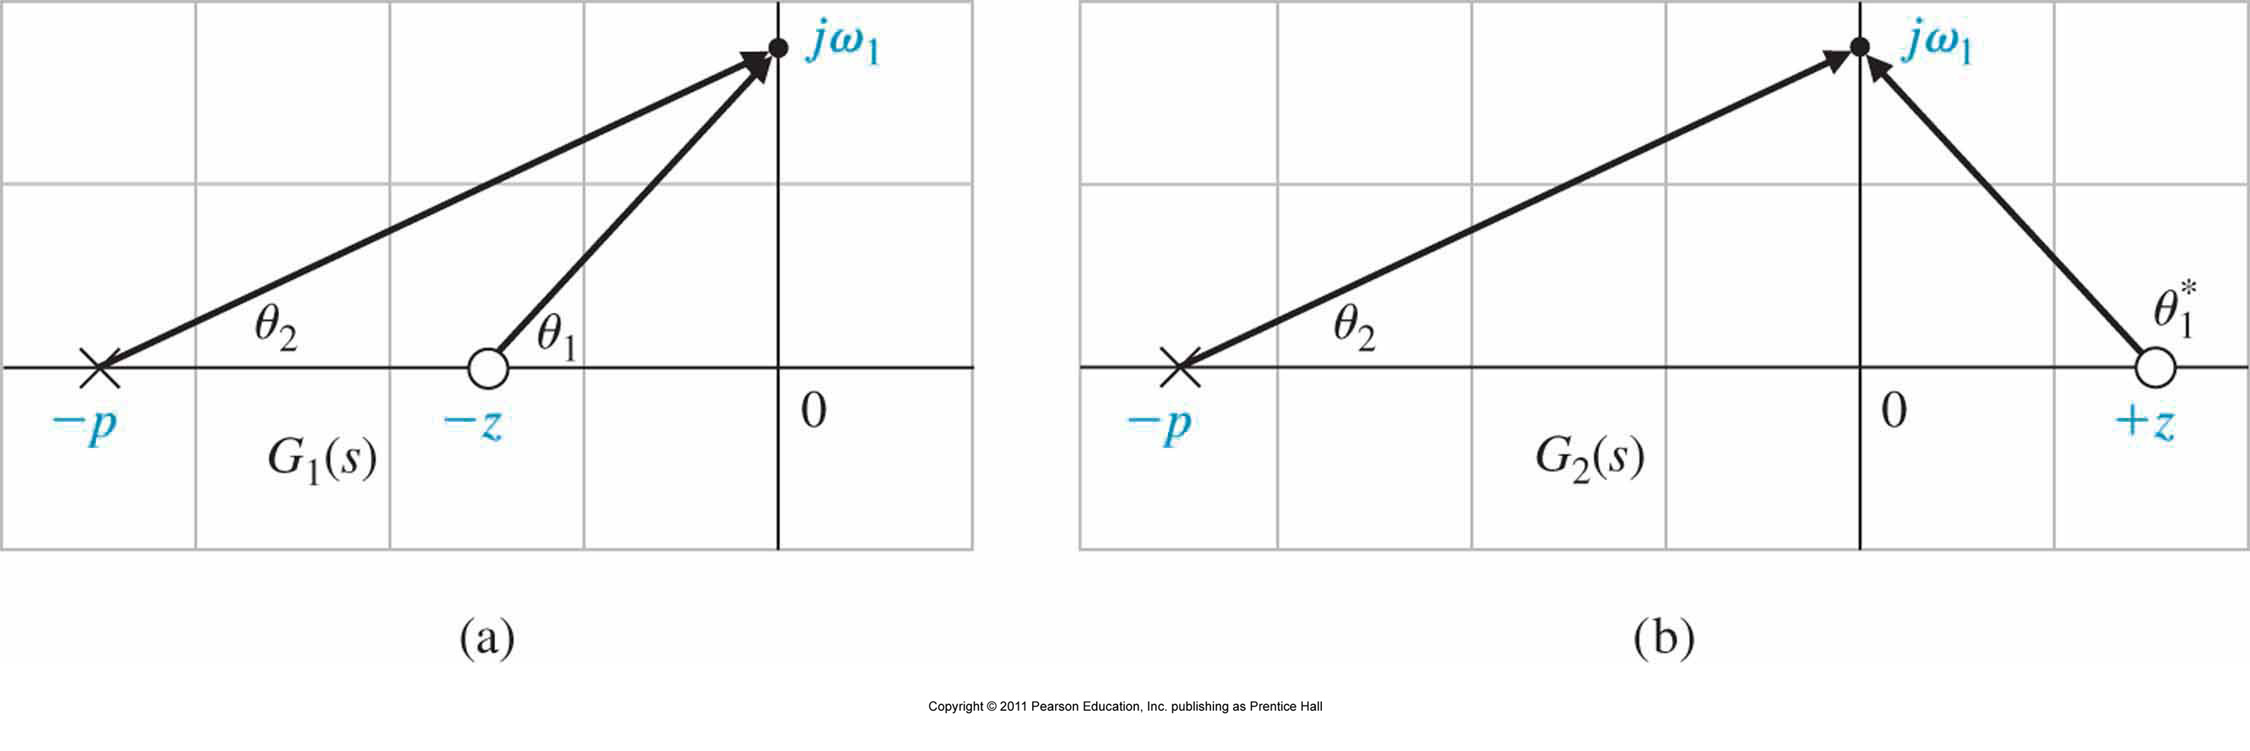 jω₁
θ₂
θ₁
−p
−z
0
G₁(s)
(a)
jω₁
θ₂
θ₁*
−p
0
+z
G₂(s)
(b)
Copyright © 2011 Pearson Education, Inc. publishing as Prentice Hall